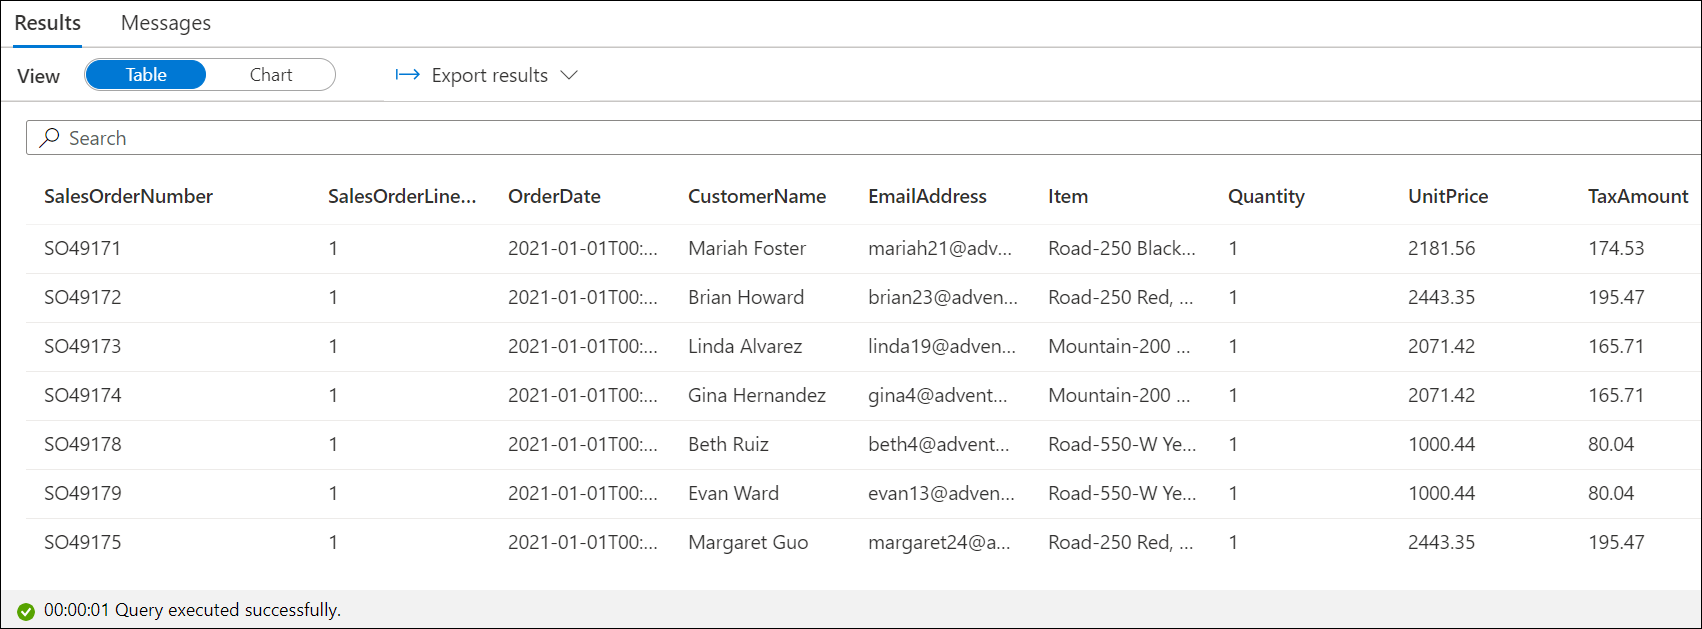 Results Messages
View Table Chart Export results
Search
SalesOrderNumber SalesOrderLine... OrderDate CustomerName EmailAddress Item Quantity UnitPrice TaxAmount
SO49171 1 2021-01-01T00:... Mariah Foster mariah21@adv... Road-250 Black... 1 2181.56 174.53
SO49172 1 2021-01-01T00:... Brian Howard brian23@adven... Road-250 Red, ... 1 2443.35 195.47
SO49173 1 2021-01-01T00:... Linda Alvarez linda19@adven... Mountain-200 ... 1 2071.42 165.71
SO49174 1 2021-01-01T00:... Gina Hernandez gina4@advent... Mountain-200 ... 1 2071.42 165.71
SO49178 1 2021-01-01T00:... Beth Ruiz beth4@advent... Road-550-W Ye... 1 1000.44 80.04
SO49179 1 2021-01-01T00:... Evan Ward evan13@adven... Road-550-W Ye... 1 1000.44 80.04
SO49175 1 2021-01-01T00:... Margaret Guo margaret24@a... Road-250 Red, ... 1 2443.35 195.47
00:00:01 Query executed successfully.